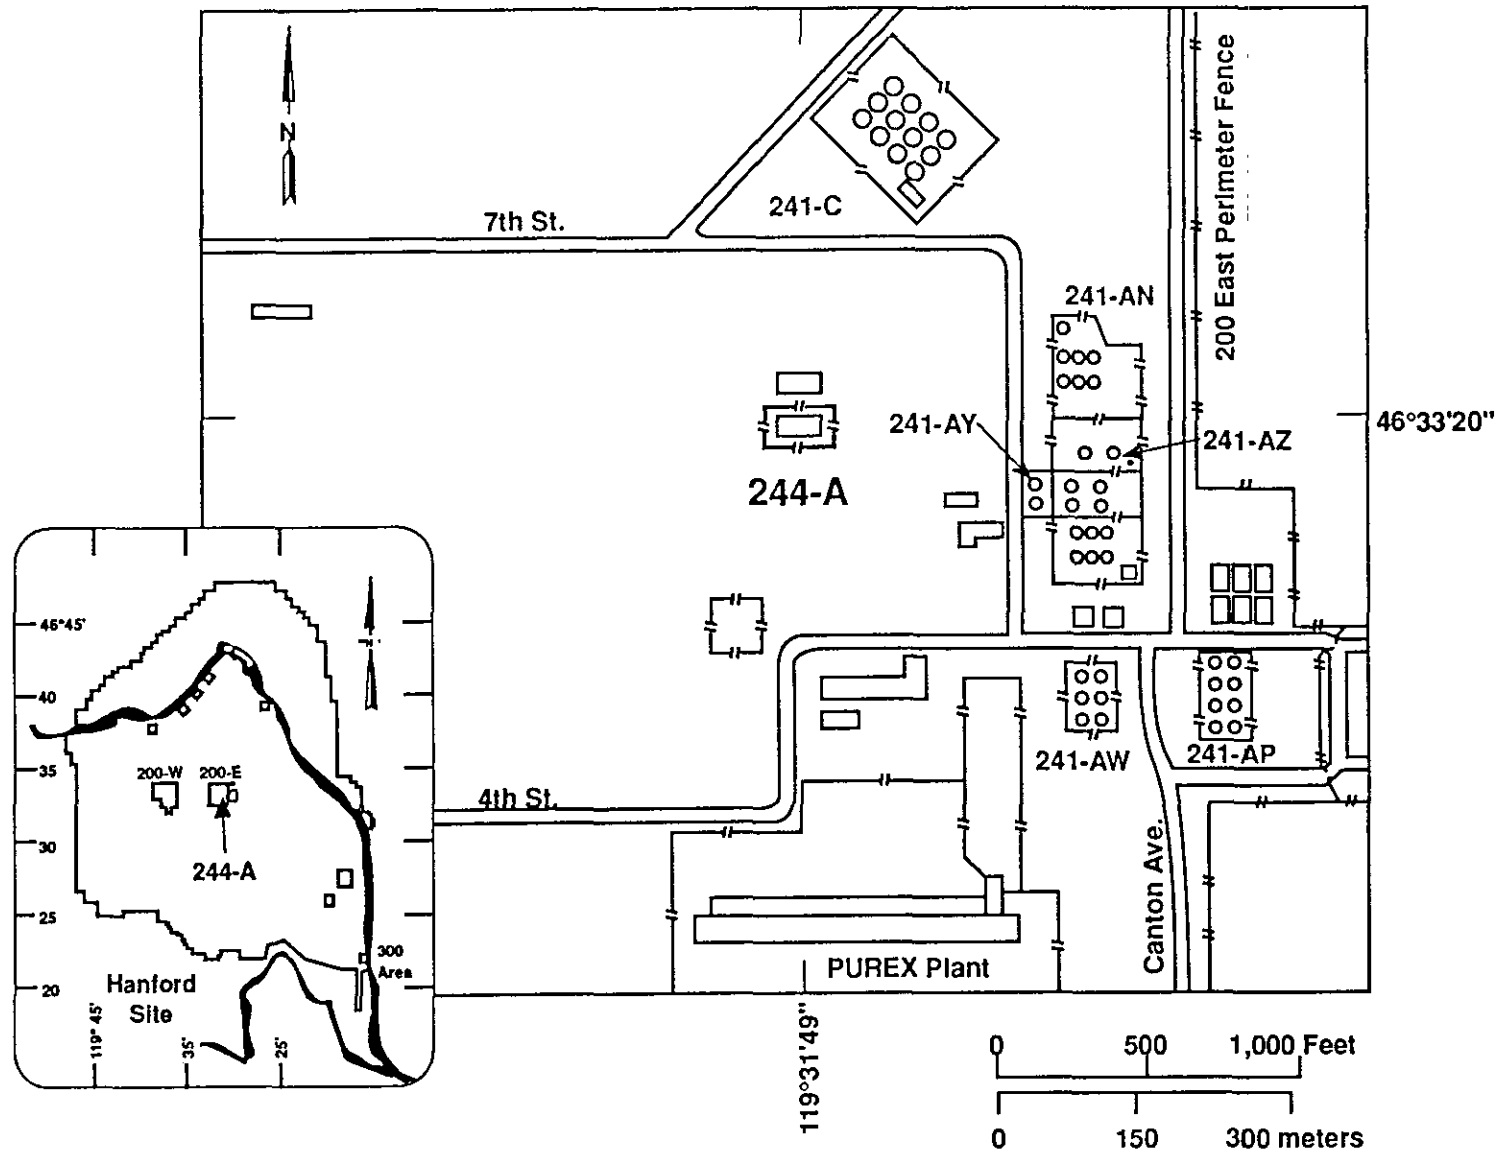 N
7th St.
241-C
200 East Perimeter Fence
241-AN
46°33'20"
241-AY
241-AZ
244-A
46°45'
40
35
30
25
20
200-W
200-E
244-A
300
Area
Hanford
Site
119° 45'
35'
25'
4th St.
241-AW
241-AP
Canton Ave.
PUREX Plant
119°31'49"
0 500 1,000 Feet
0 150 300 meters